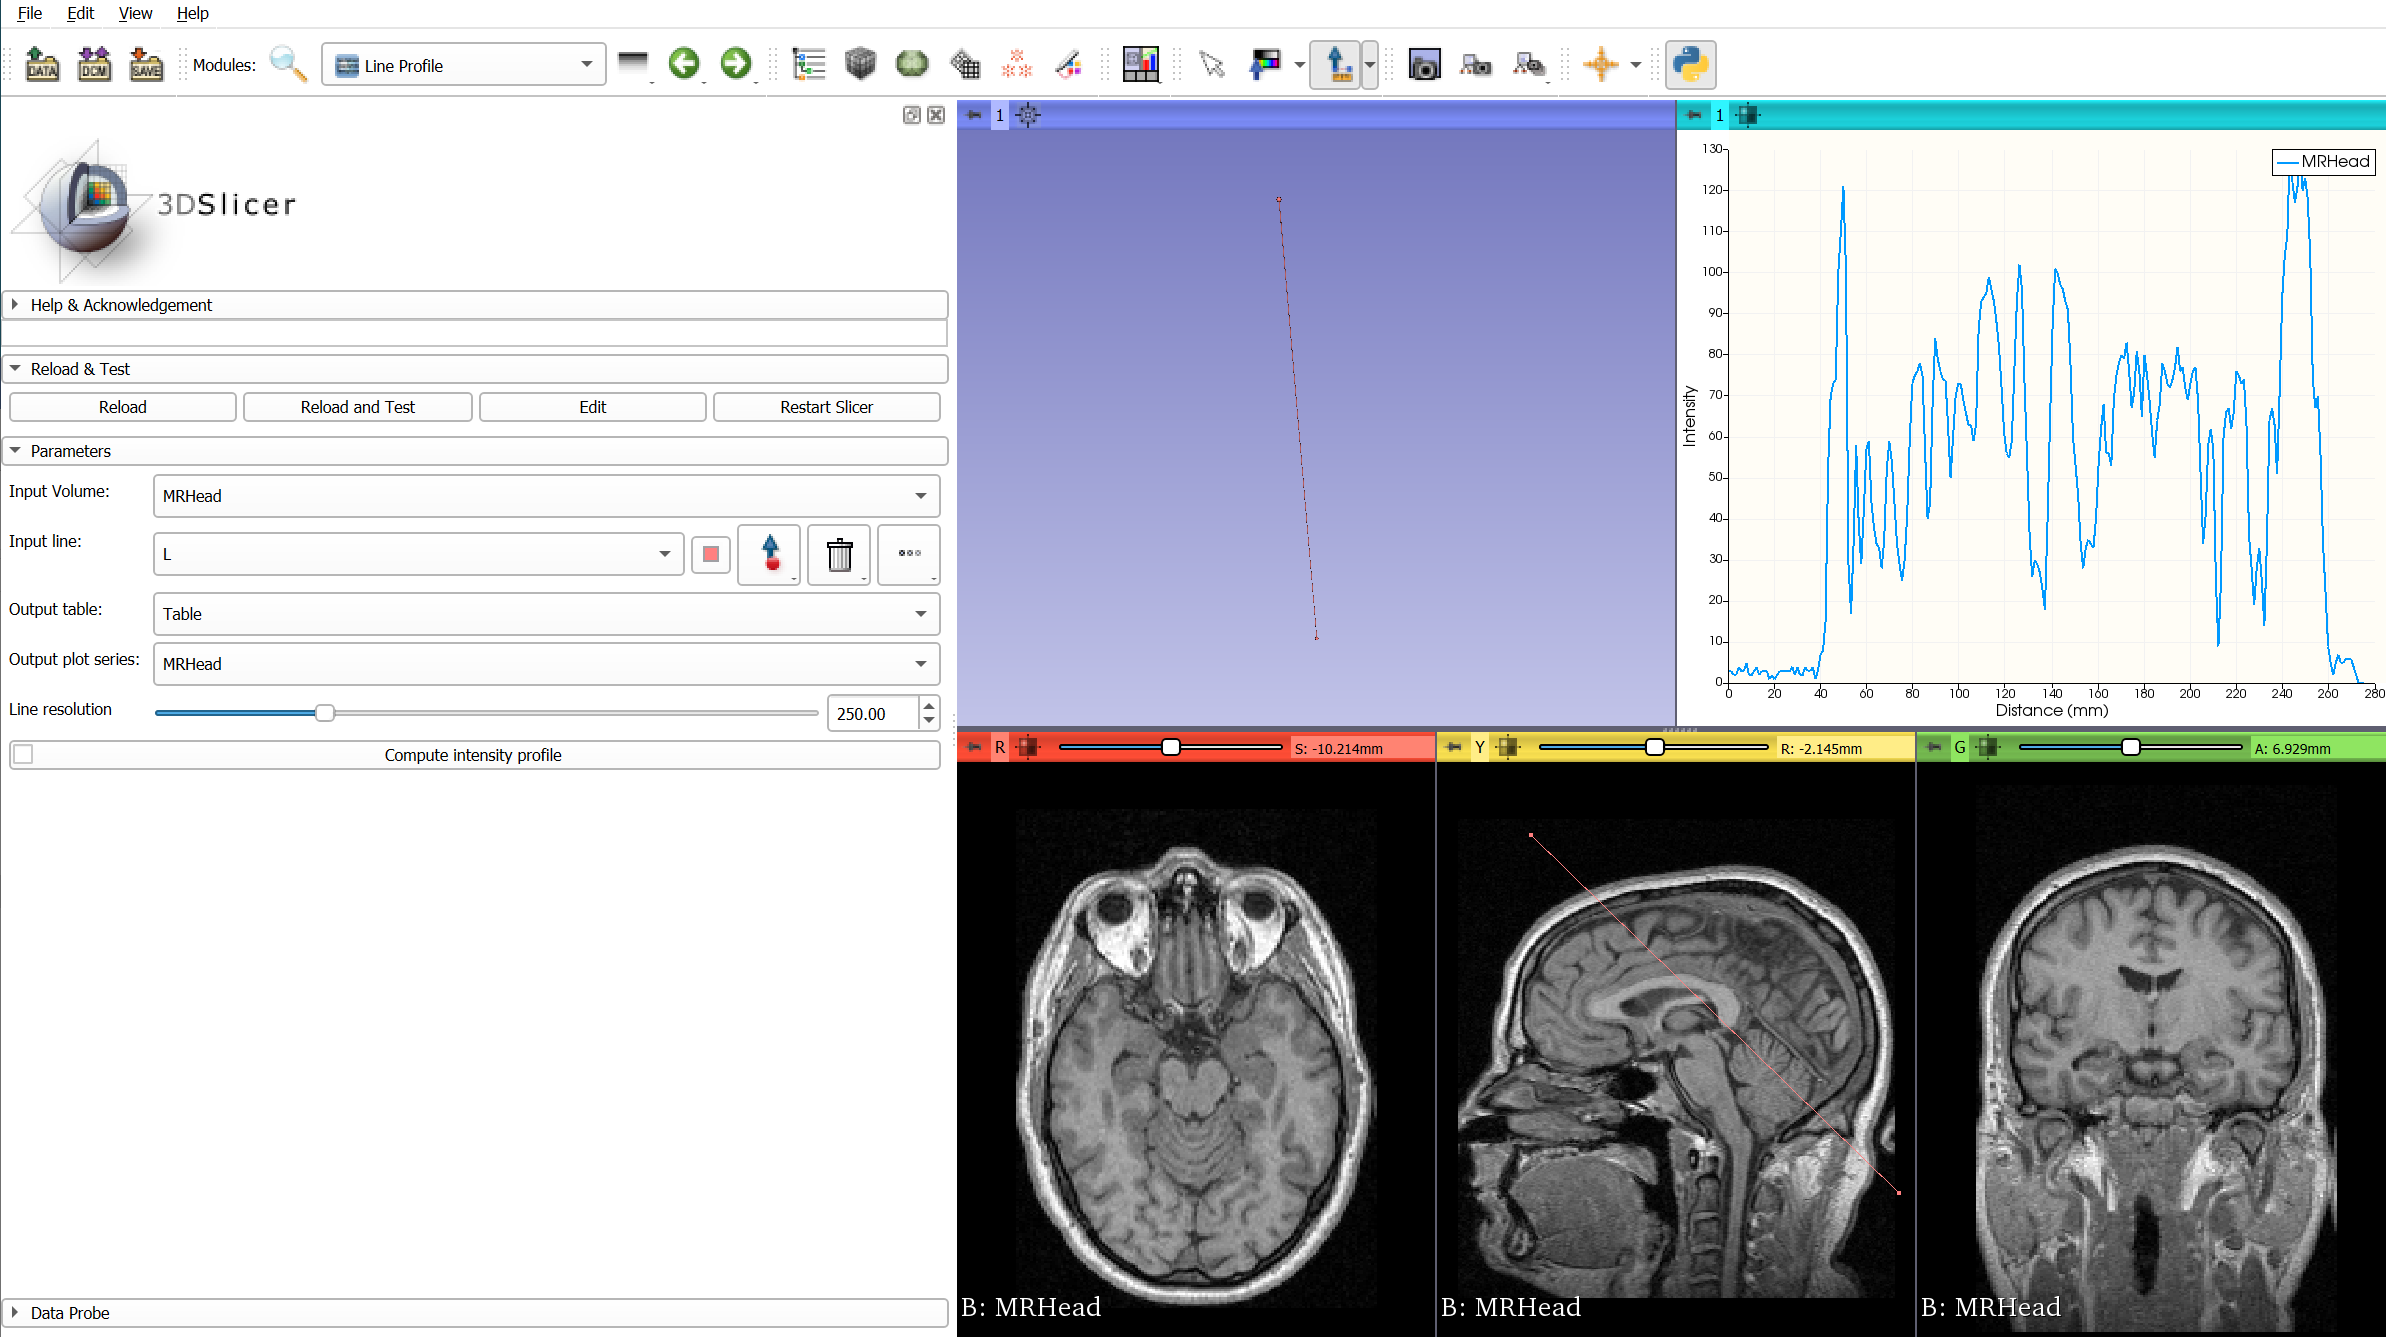 File Edit View Help
DATA DCM SAVE Modules: Line Profile
3DSlicer
Help & Acknowledgement
Reload & Test
Reload Reload and Test Edit Restart Slicer
Parameters
Input Volume: MRHead
Input line: L
Output table: Table
Output plot series: MRHead
Line resolution 250.00
Compute intensity profile
Data Probe
1
1
MRHead
130
120
110
100
90
80
70
60
50
40
30
20
10
0
Intensity
0 20 40 60 80 100 120 140 160 180 200 220 240 260 280
Distance (mm)
R S: -10.214mm
B: MRHead
Y R: -2.145mm
B: MRHead
G A: 6.929mm
B: MRHead